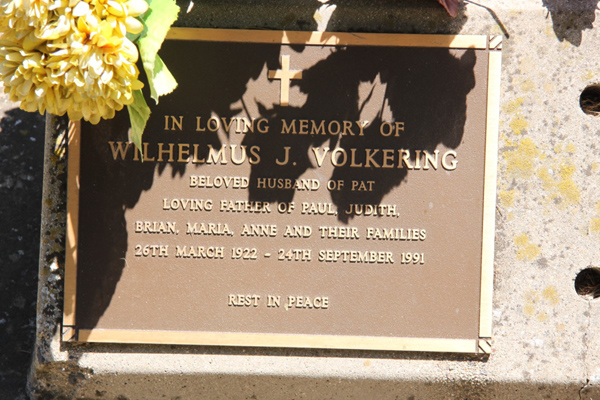 IN LOVING MEMORY OF
WILHELMUS J. VOLKERING
BELOVED HUSBAND OF PAT
LOVING FATHER OF PAUL, JUDITH,
BRIAN, MARIA, ANNE AND THEIR FAMILIES
26TH MARCH 1922 - 24TH SEPTEMBER 1991
REST IN PEACE